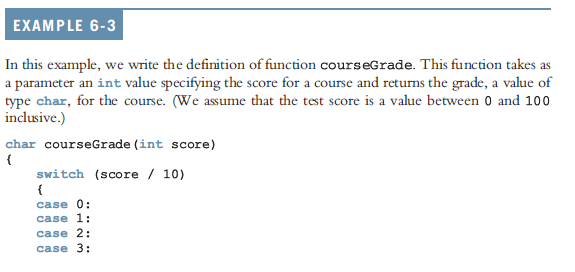 EXAMPLE 6-3
In this example, we write the definition of function courseGrade. This function takes as
a parameter an int value specifying the score for a course and returns the grade, a value of
type char, for the course. (We assume that the test score is a value between 0 and 100
inclusive.)
char courseGrade(int score)
{
    switch (score / 10)
    {
    case 0:
    case 1:
    case 2:
    case 3: